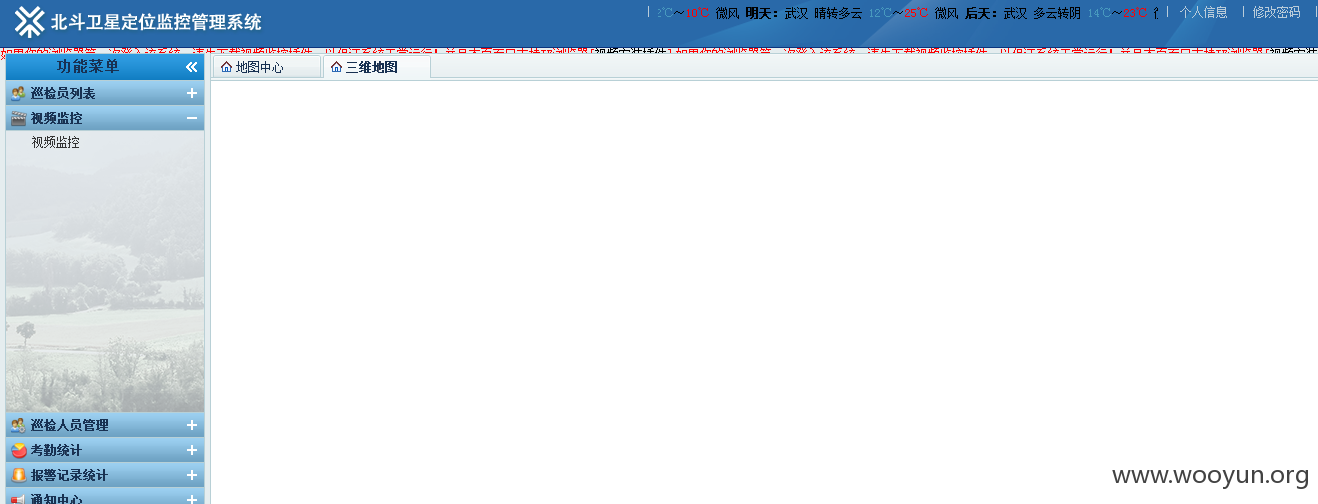 北斗卫星定位监控管理系统
2℃～10℃ 微风 明天：武汉 晴转多云 12℃～25℃ 微风 后天：武汉 多云转阴 14℃～23℃
个人信息 修改密码
功能菜单
地图中心
三维地图
巡检员列表
视频监控
视频监控
巡检人员管理
考勤统计
报警记录统计
通知中心
www.wooyun.org